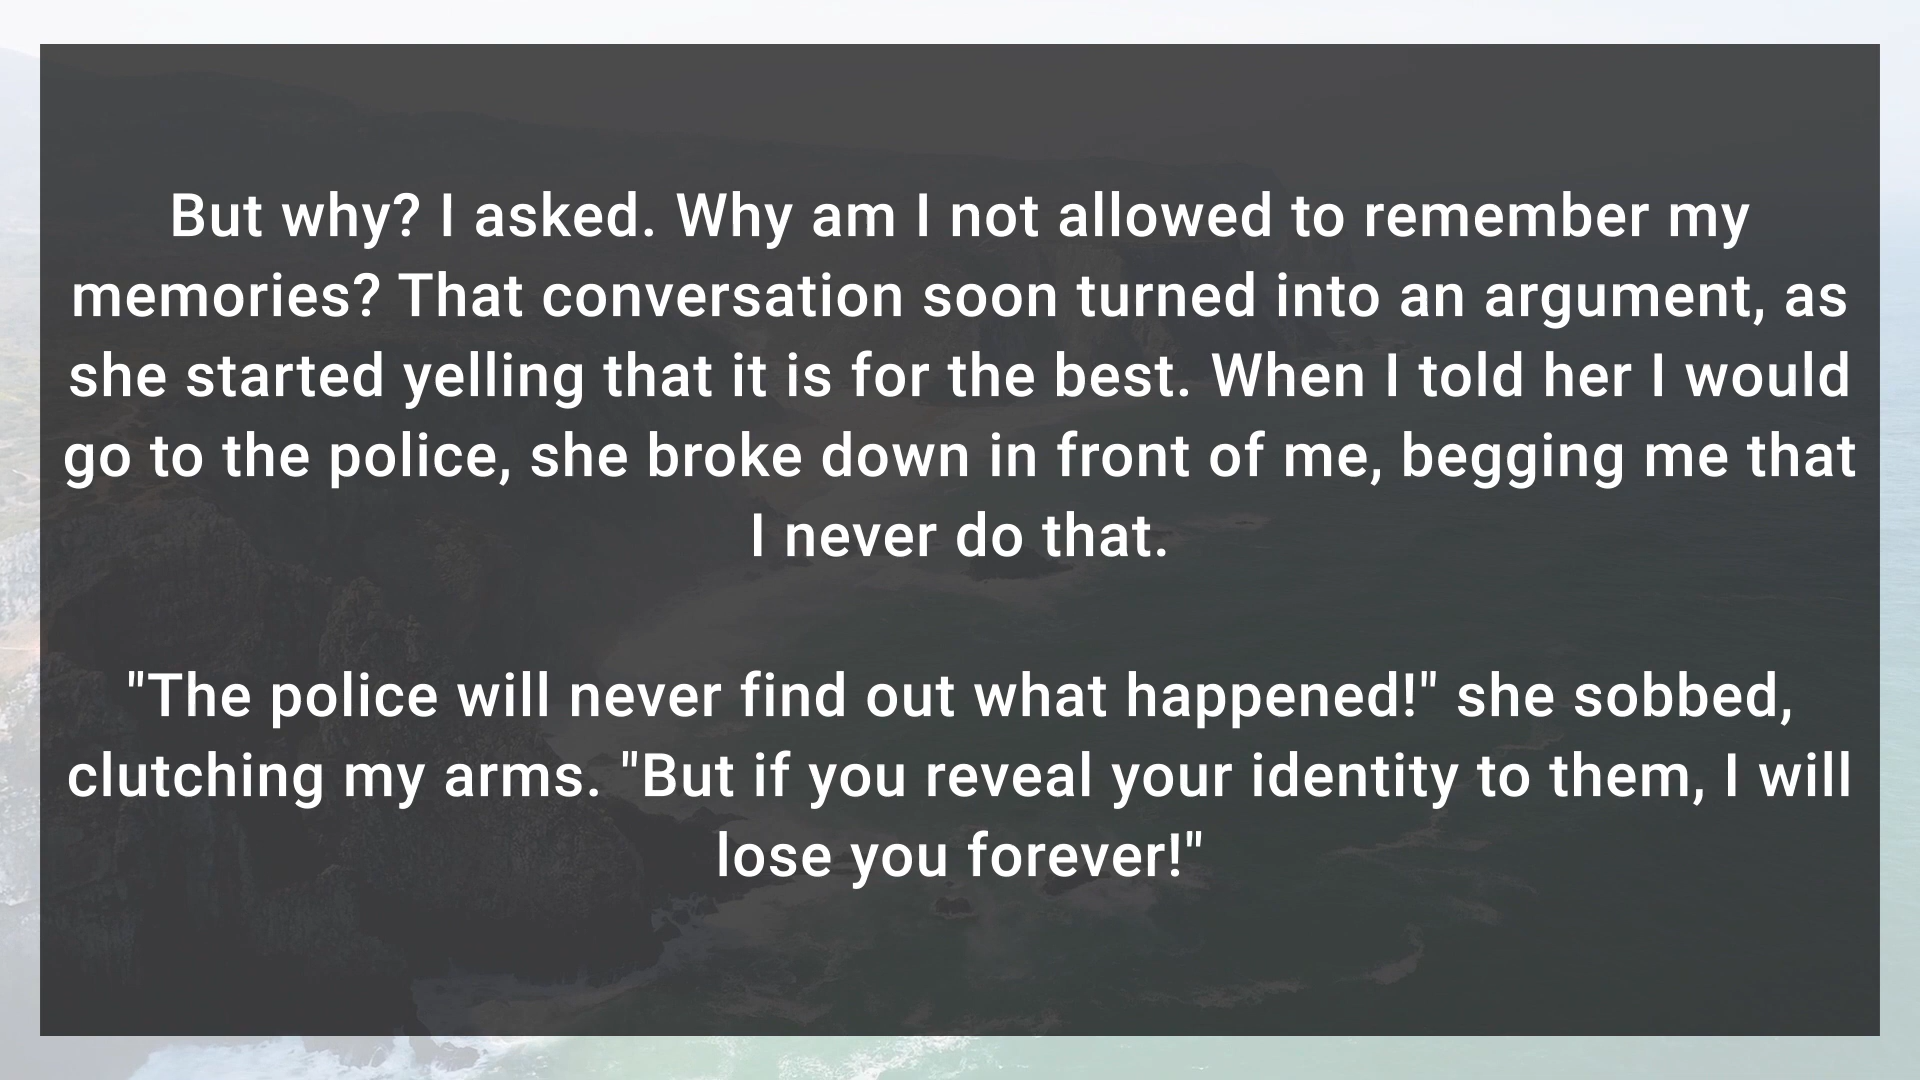 But why? I asked. Why am I not allowed to remember my
memories? That conversation soon turned into an argument, as
she started yelling that it is for the best. When I told her I would
go to the police, she broke down in front of me, begging me that
I never do that.
"The police will never find out what happened!" she sobbed,
clutching my arms. "But if you reveal your identity to them, I will
lose you forever!"